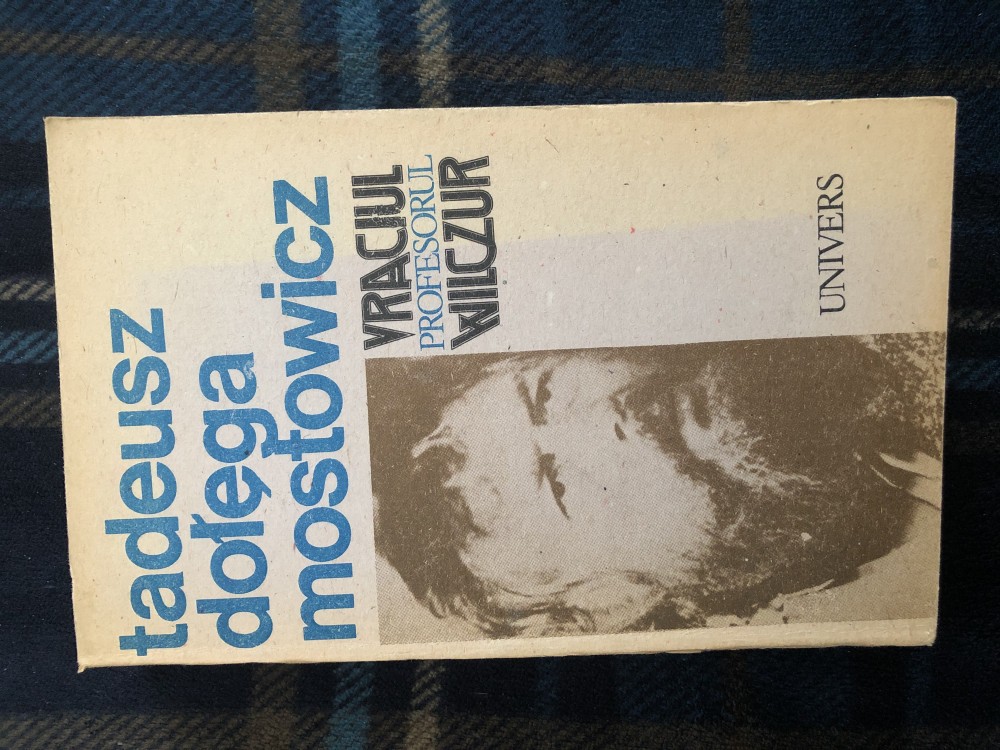 tadeusz
dołęga
mostowicz
VRACIUL
PROFESORUL
WILCZUR
UNIVERS